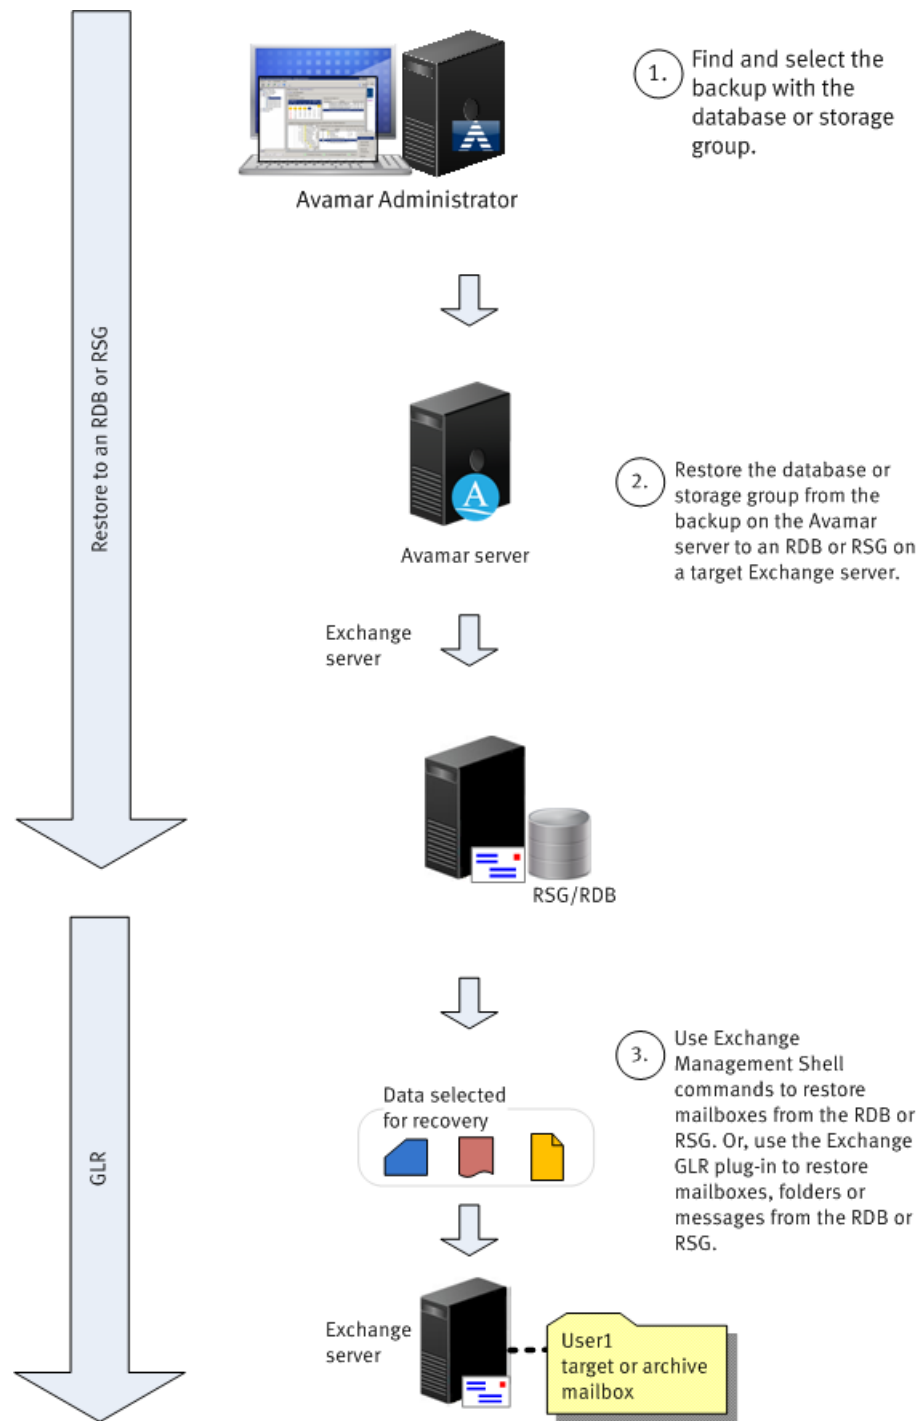 1.
Find and select the
backup with the
database or storage
group.
Avamar Administrator
Restore to an RDB or RSG
A
Avamar server
2.
Restore the database or
storage group from the
backup on the Avamar
server to an RDB or RSG on
a target Exchange server.
Exchange
server
RSG/RDB
GLR
Data selected
for recovery
3.
Use Exchange
Management Shell
commands to restore
mailboxes from the RDB or
RSG. Or, use the Exchange
GLR plug-in to restore
mailboxes, folders or
messages from the RDB or
RSG.
Exchange
server
User1
target or archive
mailbox